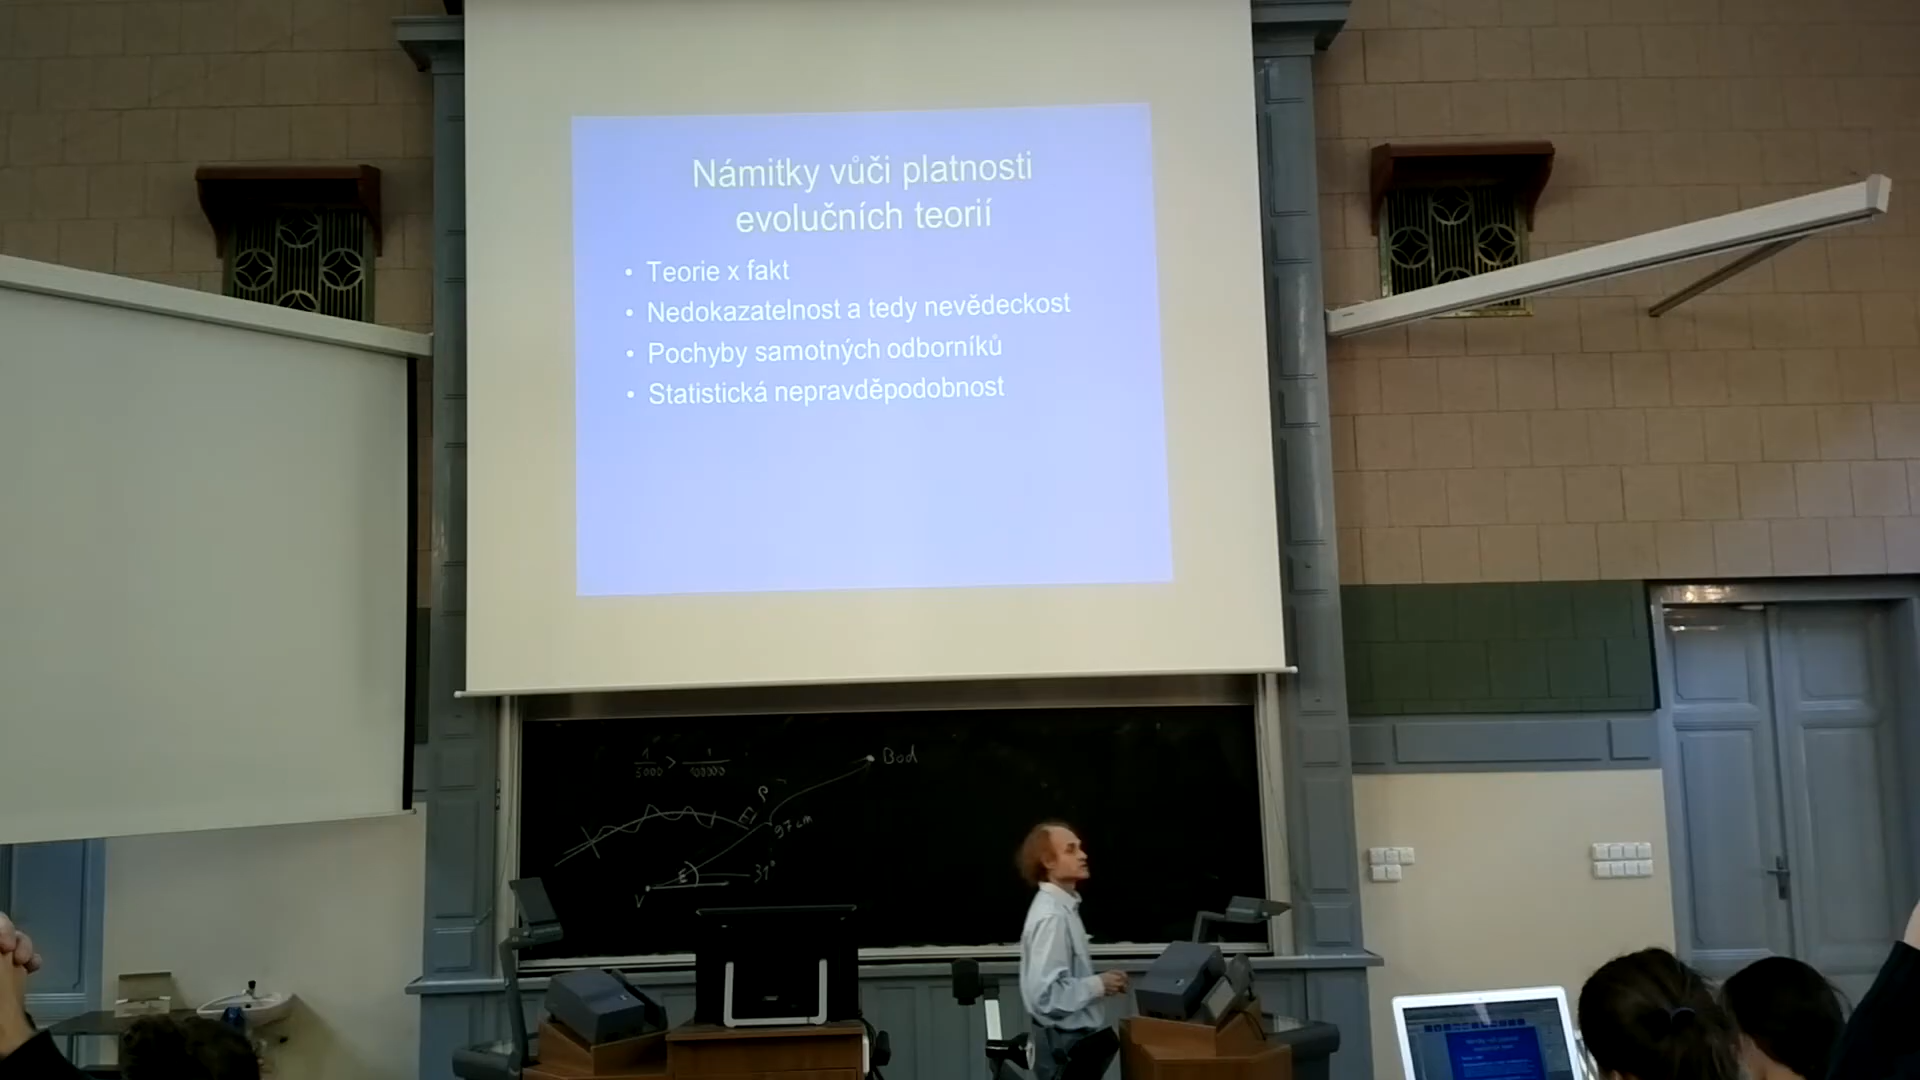 Námitky vůči platnosti
evolučních teorií
• Teorie x fakt
• Nedokazatelnost a tedy nevědeckost
• Pochyby samotných odborníků
• Statistická nepravděpodobnost
Bod
97 cm
31°
V